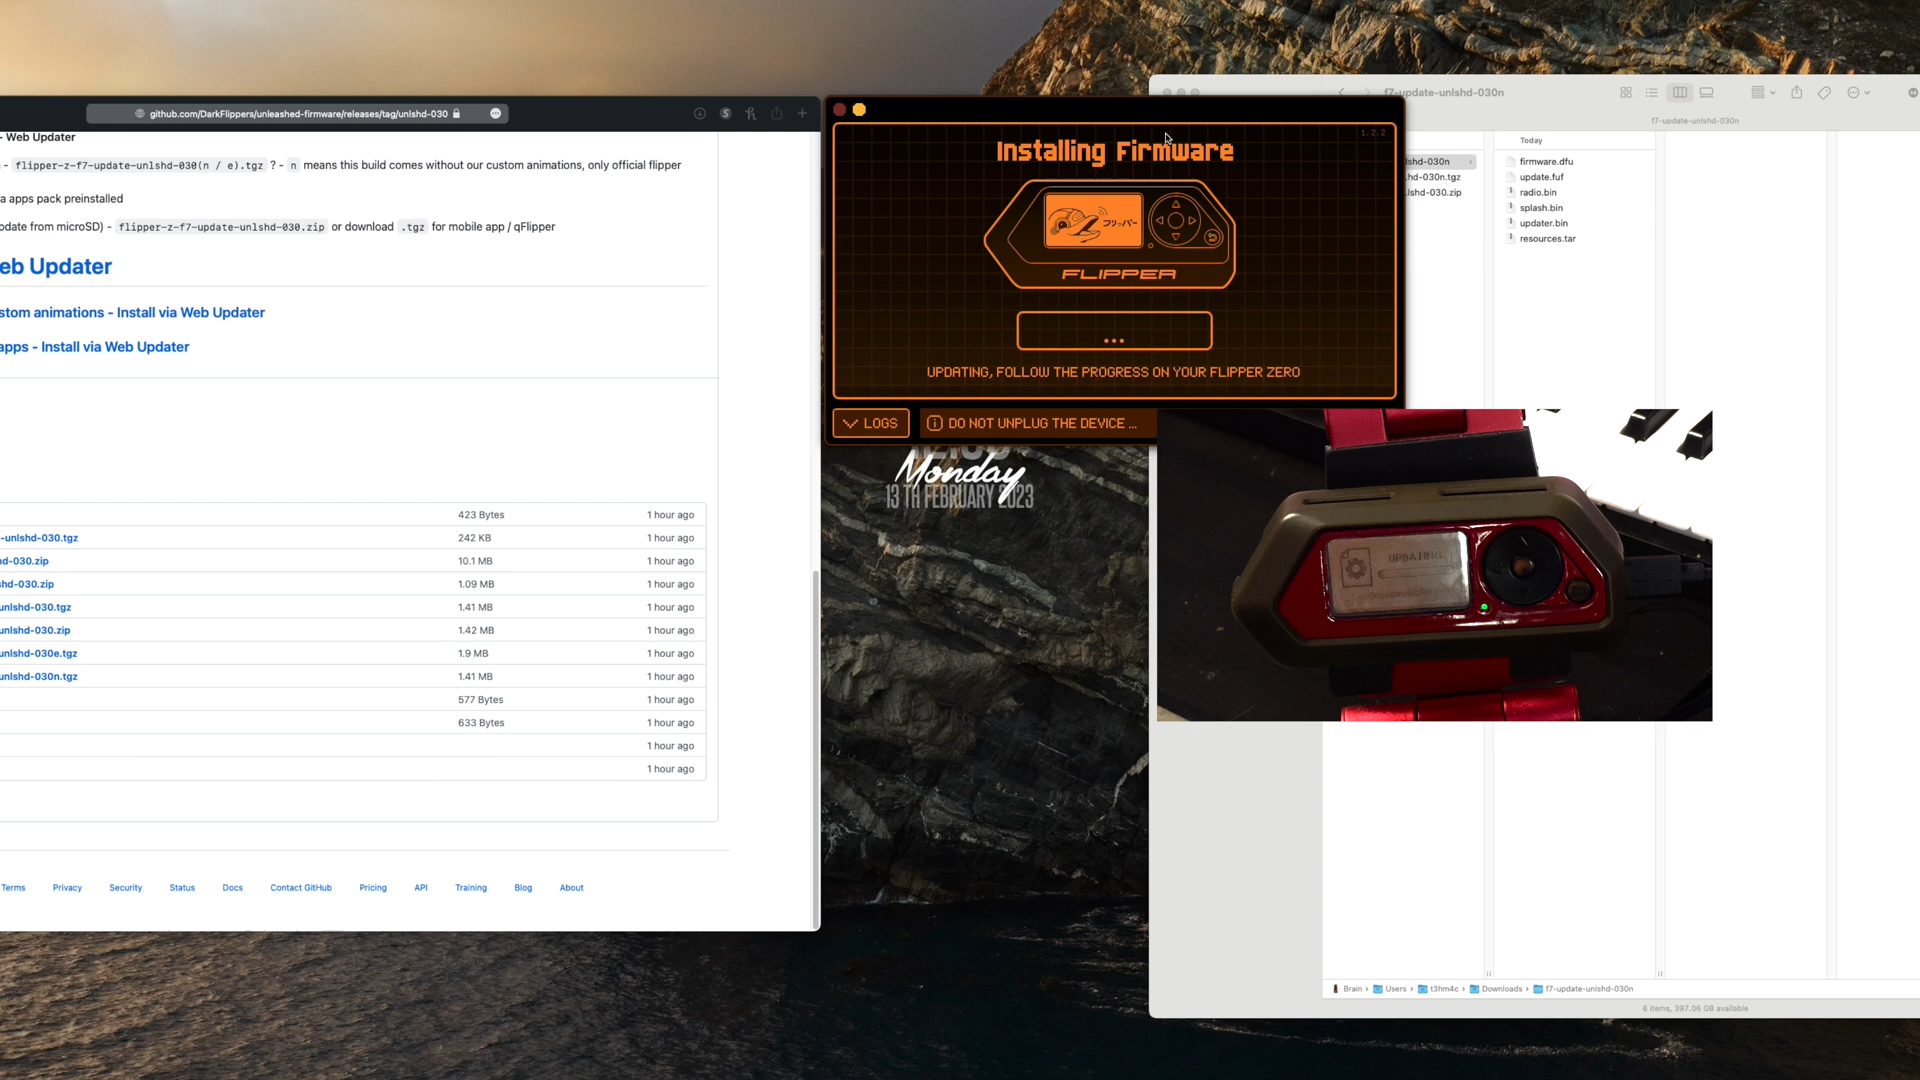 github.com/DarkFlippers/unleashed-firmware/releases/tag/unlshd-030
- Web Updater
- flipper-z-f7-update-unlshd-030(n / e).tgz ? - n means this build comes without our custom animations, only official flipper
a apps pack preinstalled
pdate from microSD) - flipper-z-f7-update-unlshd-030.zip or download .tgz for mobile app / qFlipper
eb Updater
stom animations - Install via Web Updater
apps - Install via Web Updater
423 Bytes 1 hour ago
-unlshd-030.tgz 242 KB 1 hour ago
hd-030.zip 10.1 MB 1 hour ago
shd-030.zip 1.09 MB 1 hour ago
unlshd-030.tgz 1.41 MB 1 hour ago
unlshd-030.zip 1.42 MB 1 hour ago
unlshd-030e.tgz 1.9 MB 1 hour ago
unlshd-030n.tgz 1.41 MB 1 hour ago
577 Bytes 1 hour ago
633 Bytes 1 hour ago
1 hour ago
1 hour ago
Terms Privacy Security Status Docs Contact GitHub Pricing API Training Blog About
1.2.2
Installing Firmware
フリッパー
FLIPPER
...
UPDATING, FOLLOW THE PROGRESS ON YOUR FLIPPER ZERO
LOGS
DO NOT UNPLUG THE DEVICE ...
Monday
13 TH FEBRUARY 2023
f7-update-unlshd-030n
f7-update-unlshd-030n
Today
lshd-030n
hd-030n.tgz
lshd-030.zip
firmware.dfu
update.fuf
radio.bin
splash.bin
updater.bin
resources.tar
UPDATING
Brain › Users › t3hm4c › Downloads › f7-update-unlshd-030n
6 items, 397.06 GB available